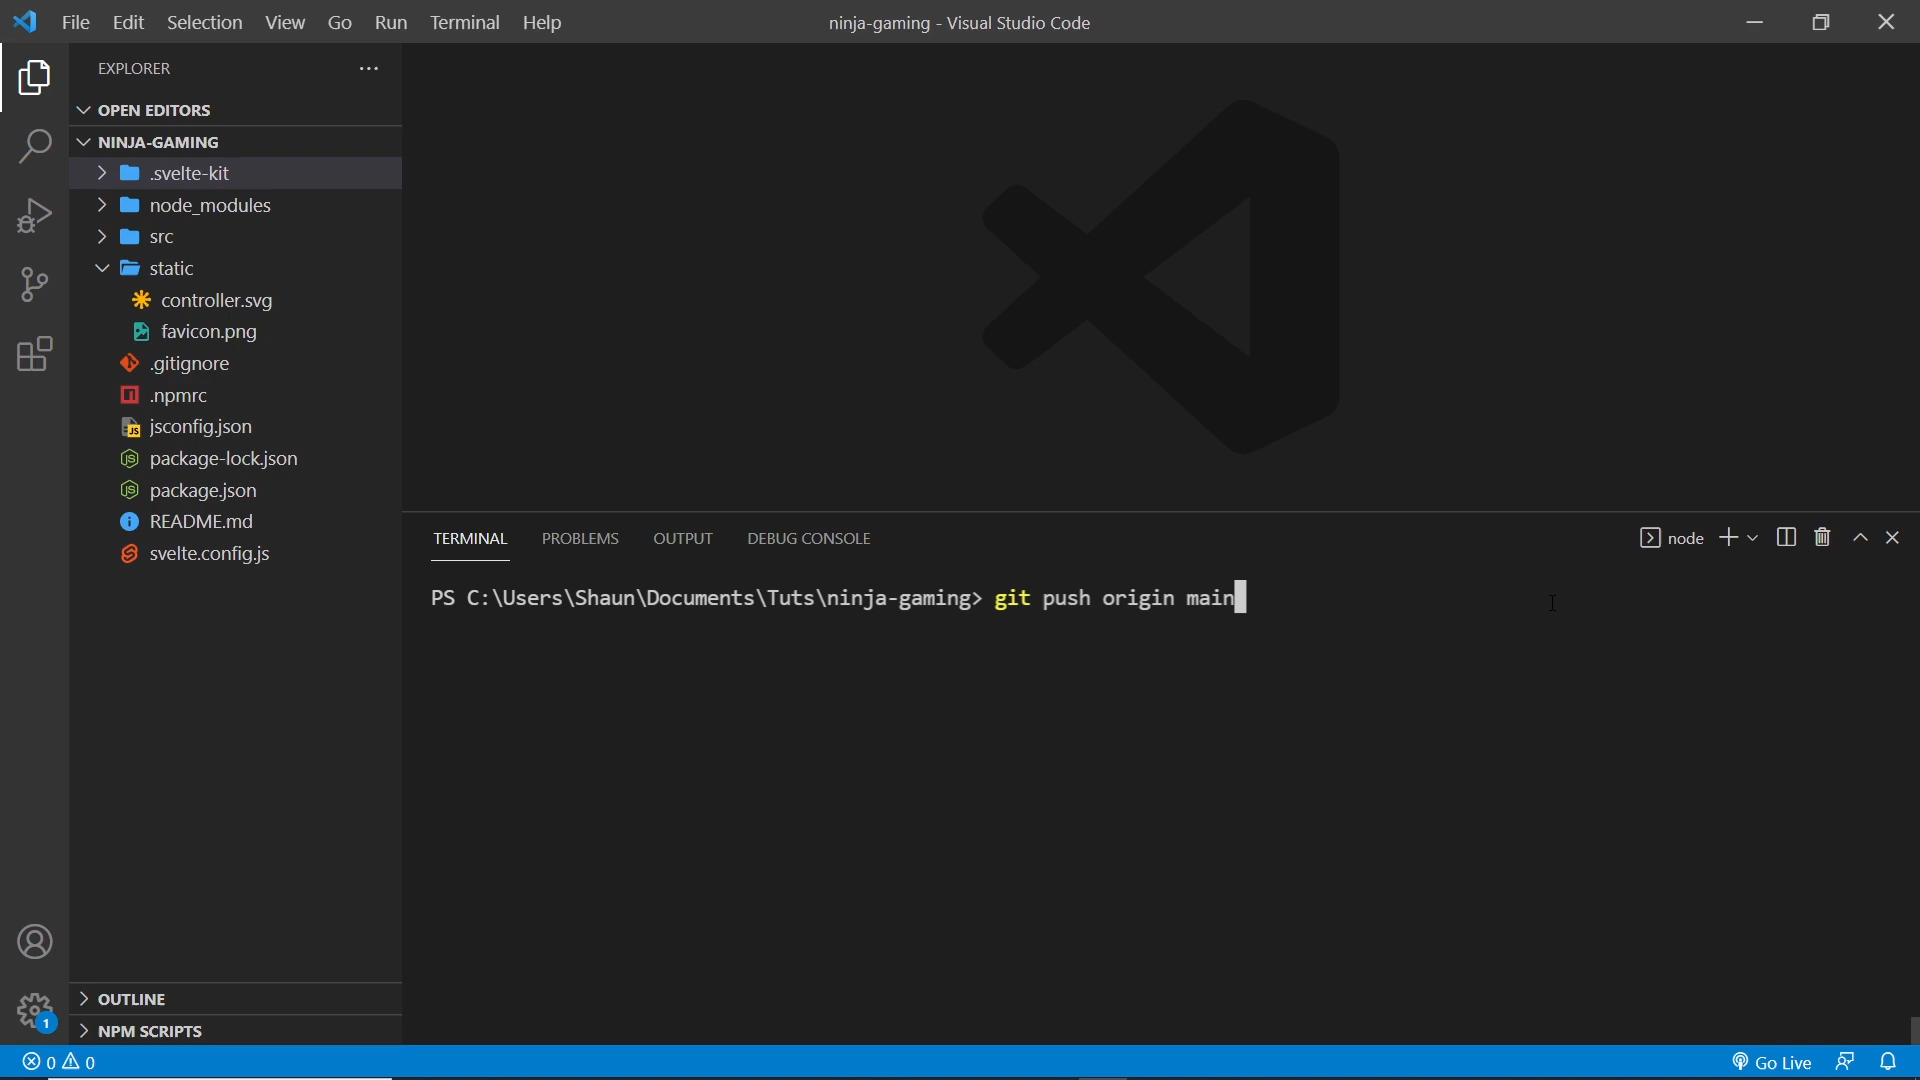 File Edit Selection View Go Run Terminal Help
ninja-gaming - Visual Studio Code
EXPLORER
OPEN EDITORS
NINJA-GAMING
.svelte-kit
node_modules
src
static
controller.svg
favicon.png
.gitignore
.npmrc
jsconfig.json
package-lock.json
package.json
README.md
svelte.config.js
OUTLINE
NPM SCRIPTS
TERMINAL PROBLEMS OUTPUT DEBUG CONSOLE
node
PS C:\Users\Shaun\Documents\Tuts\ninja-gaming> git push origin main
1
0 0
Go Live